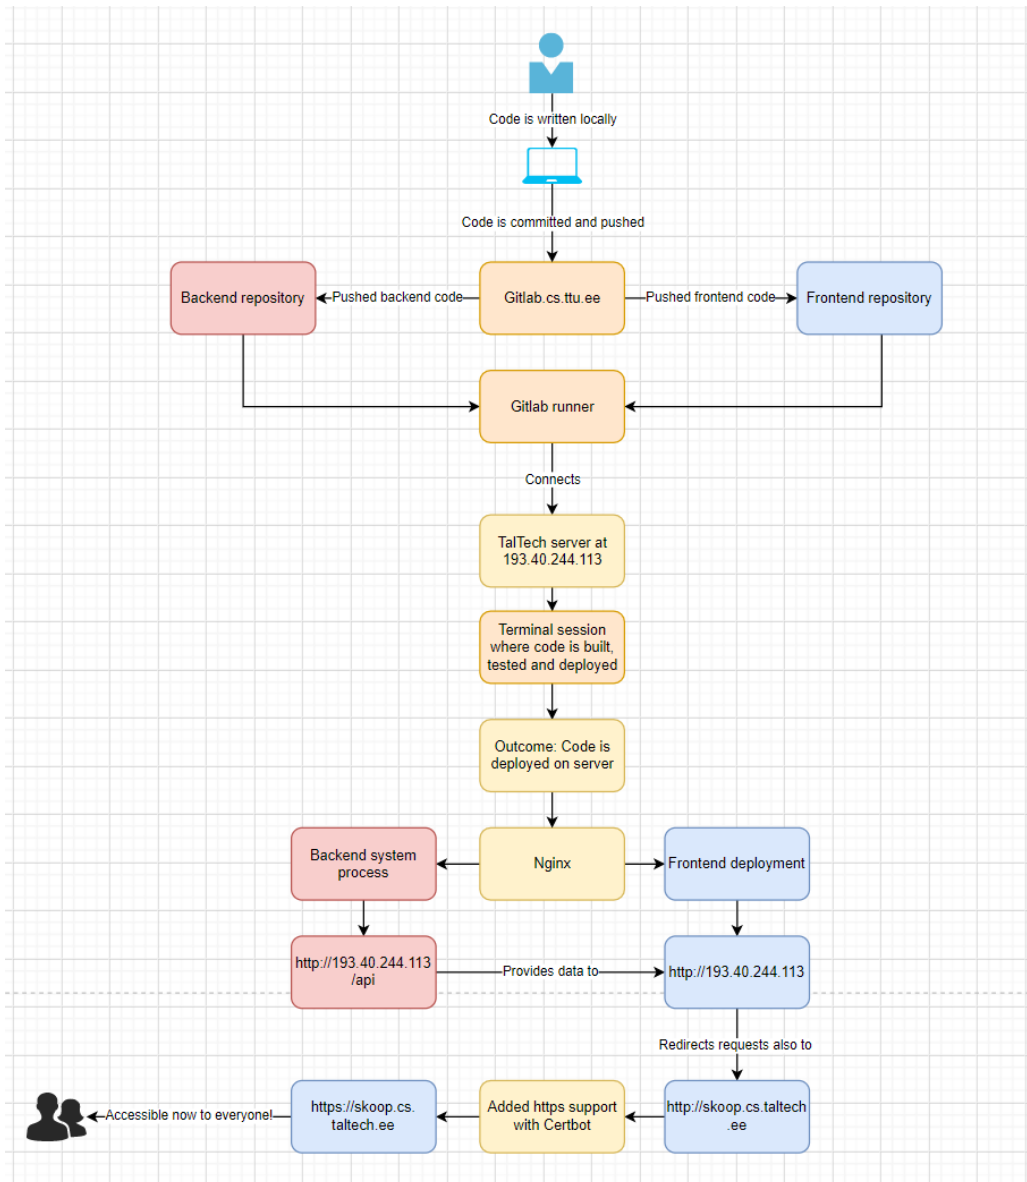 Code is written locally
Code is committed and pushed
Backend repository
Pushed backend code
Gitlab.cs.ttu.ee
Pushed frontend code
Frontend repository
Gitlab runner
Connects
TalTech server at
193.40.244.113
Terminal session
where code is built,
tested and deployed
Outcome: Code is
deployed on server
Backend system
process
Nginx
Frontend deployment
http://193.40.244.113
/api
Provides data to
http://193.40.244.113
Redirects requests also to
Accessible now to everyone!
https://skoop.cs.
taltech.ee
Added https support
with Certbot
http://skoop.cs.taltech
.ee